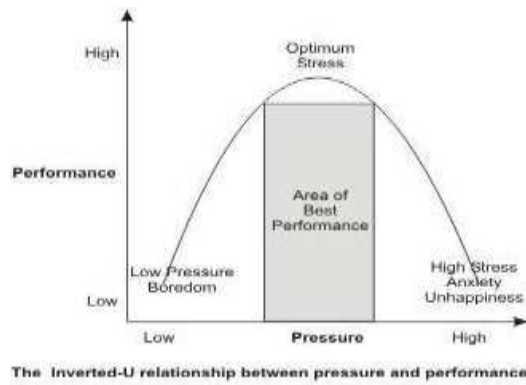 High
Optimum
Stress
Performance
Area of
Best
Performance
Low Pressure
Boredom
High Stress
Anxiety
Unhappiness
Low
Low
Pressure
High
The Inverted-U relationship between pressure and performance